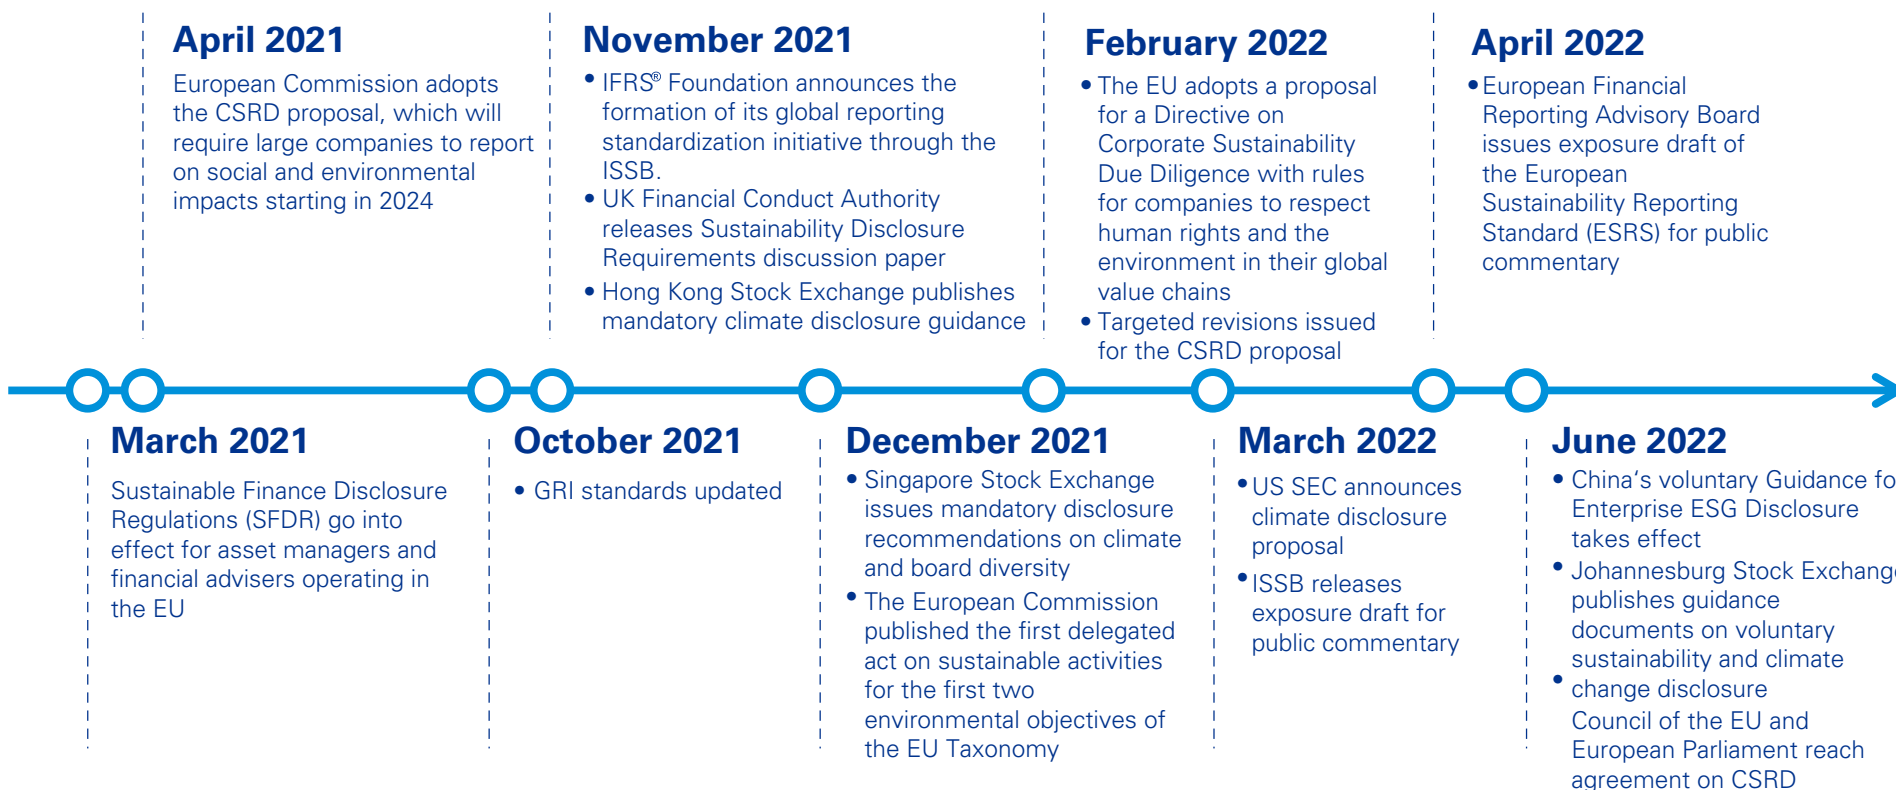 April 2021
European Commission adopts
the CSRD proposal, which will
require large companies to report
on social and environmental
impacts starting in 2024
November 2021
• IFRS® Foundation announces the
formation of its global reporting
standardization initiative through the
ISSB.
• UK Financial Conduct Authority
releases Sustainability Disclosure
Requirements discussion paper
• Hong Kong Stock Exchange publishes
mandatory climate disclosure guidance
February 2022
• The EU adopts a proposal
for a Directive on
Corporate Sustainability
Due Diligence with rules
for companies to respect
human rights and the
environment in their global
value chains
• Targeted revisions issued
for the CSRD proposal
April 2022
• European Financial
Reporting Advisory Board
issues exposure draft of
the European
Sustainability Reporting
Standard (ESRS) for public
commentary
March 2021
Sustainable Finance Disclosure
Regulations (SFDR) go into
effect for asset managers and
financial advisers operating in
the EU
October 2021
• GRI standards updated
December 2021
• Singapore Stock Exchange
issues mandatory disclosure
recommendations on climate
and board diversity
• The European Commission
published the first delegated
act on sustainable activities
for the first two
environmental objectives of
the EU Taxonomy
March 2022
• US SEC announces
climate disclosure
proposal
• ISSB releases
exposure draft for
public commentary
June 2022
• China‘s voluntary Guidance fo
Enterprise ESG Disclosure
takes effect
• Johannesburg Stock Exchange
publishes guidance
documents on voluntary
sustainability and climate
• change disclosure
Council of the EU and
European Parliament reach
agreement on CSRD